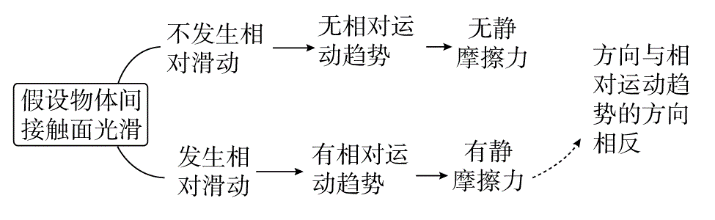 假设物体间
接触面光滑
不发生相
对滑动
无相对运
动趋势
无静
摩擦力
发生相
对滑动
有相对运
动趋势
有静
摩擦力
方向与相
对运动趋
势的方向
相反